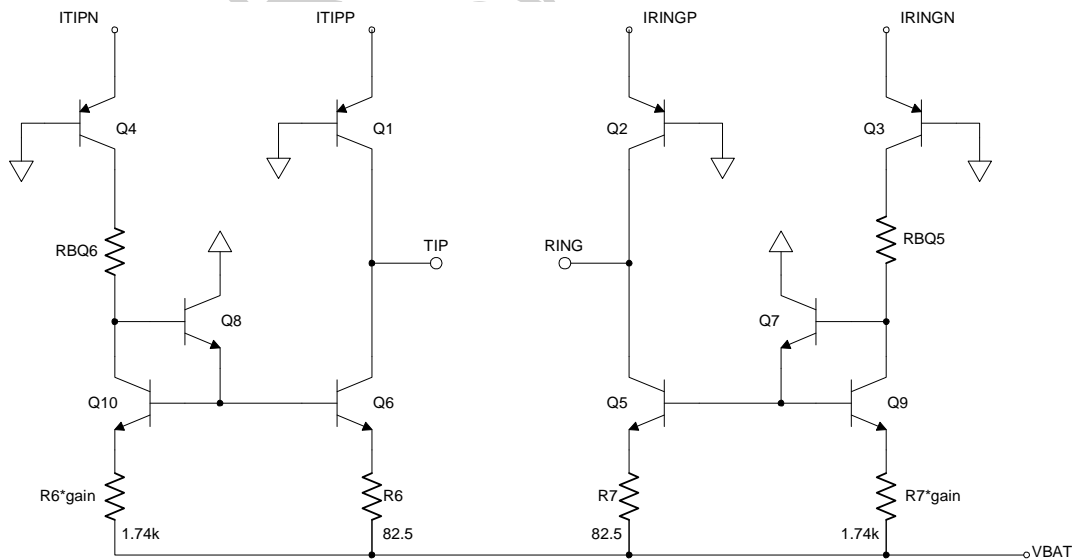 ITIPN
ITIPP
IRINGP
IRINGN
Q4
Q1
Q2
Q3
RBQ6
TIP
RING
RBQ5
Q8
Q7
Q10
Q6
Q5
Q9
R6*gain
R6
R7
R7*gain
1.74k
82.5
82.5
1.74k
VBAT